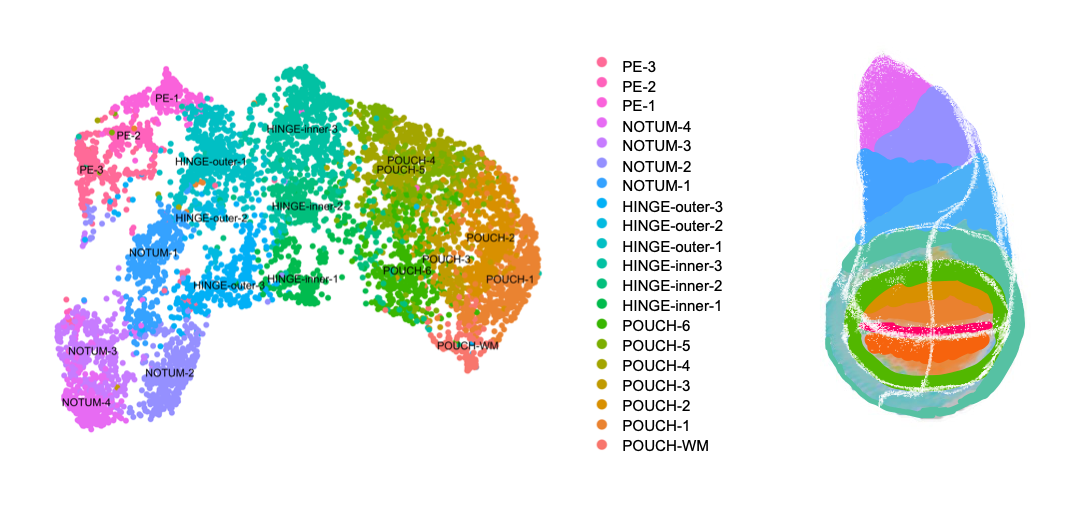 PE-1
HINGE-inner-3
PE-2
HINGE-outer-1
POUCH-4
PE-3
POUCH-5
HINGE-inner-2
HINGE-outer-2
POUCH-2
NOTUM-1
POUCH-3
POUCH-6
HINGE-inner-1
POUCH-1
HINGE-outer-3
POUCH-WM
NOTUM-3
NOTUM-2
NOTUM-4
PE-3
PE-2
PE-1
NOTUM-4
NOTUM-3
NOTUM-2
NOTUM-1
HINGE-outer-3
HINGE-outer-2
HINGE-outer-1
HINGE-inner-3
HINGE-inner-2
HINGE-inner-1
POUCH-6
POUCH-5
POUCH-4
POUCH-3
POUCH-2
POUCH-1
POUCH-WM